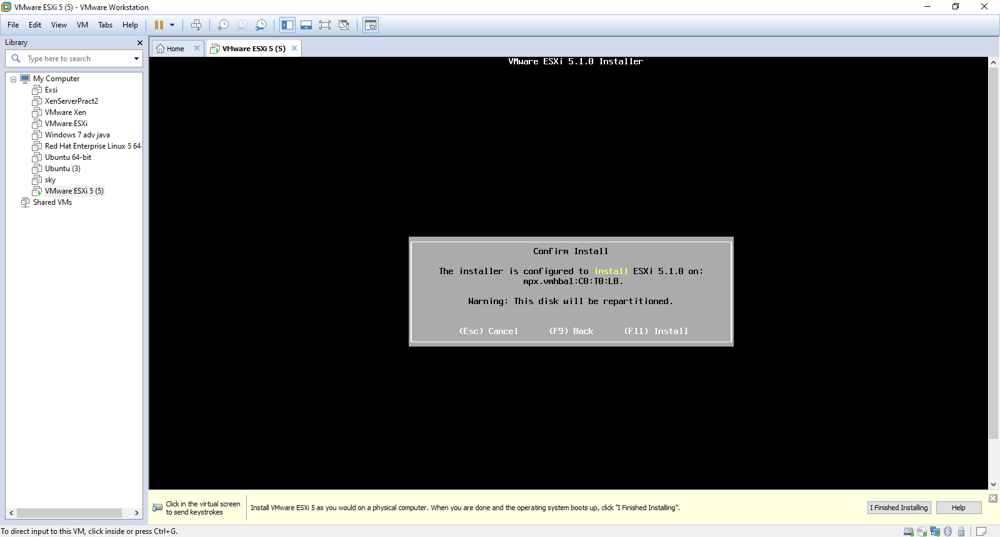 VMware ESXi 5 (5) - VMware Workstation
File Edit View VM Tabs Help
Library
Type here to search
My Computer
Exsi
XenServerPract2
VMware Xen
VMware ESXi
Windows 7 adv java
Red Hat Enterprise Linux 5 64-
Ubuntu 64-bit
Ubuntu (3)
sky
VMware ESXi 5 (5)
Shared VMs
Home
VMware ESXi 5 (5)
VMware ESXi 5.1.0 Installer
Confirm Install
The installer is configured to install ESXi 5.1.0 on:
mpx.vmhba1:C0:T0:L0.
Warning: This disk will be repartitioned.
(Esc) Cancel (F9) Back (F11) Install
Click in the virtual screen
to send keystrokes
Install VMware ESXi 5 as you would on a physical computer. When you are done and the operating system boots up, click "I Finished Installing".
I Finished Installing
Help
To direct input to this VM, click inside or press Ctrl+G.